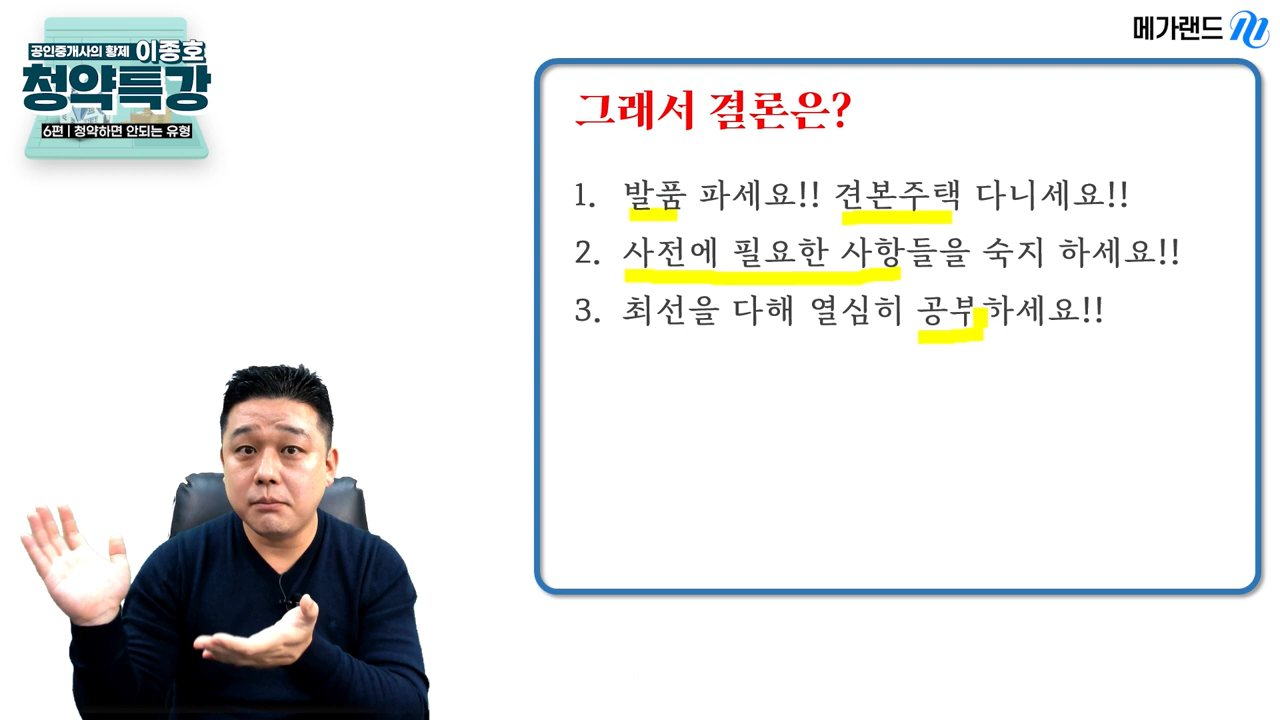 공인중개사의 황제 이종호
청약특강
6편 | 청약하면 안되는 유형
메가랜드
그래서 결론은?
1. 발품 파세요!! 견본주택 다니세요!!
2. 사전에 필요한 사항들을 숙지 하세요!!
3. 최선을 다해 열심히 공부하세요!!